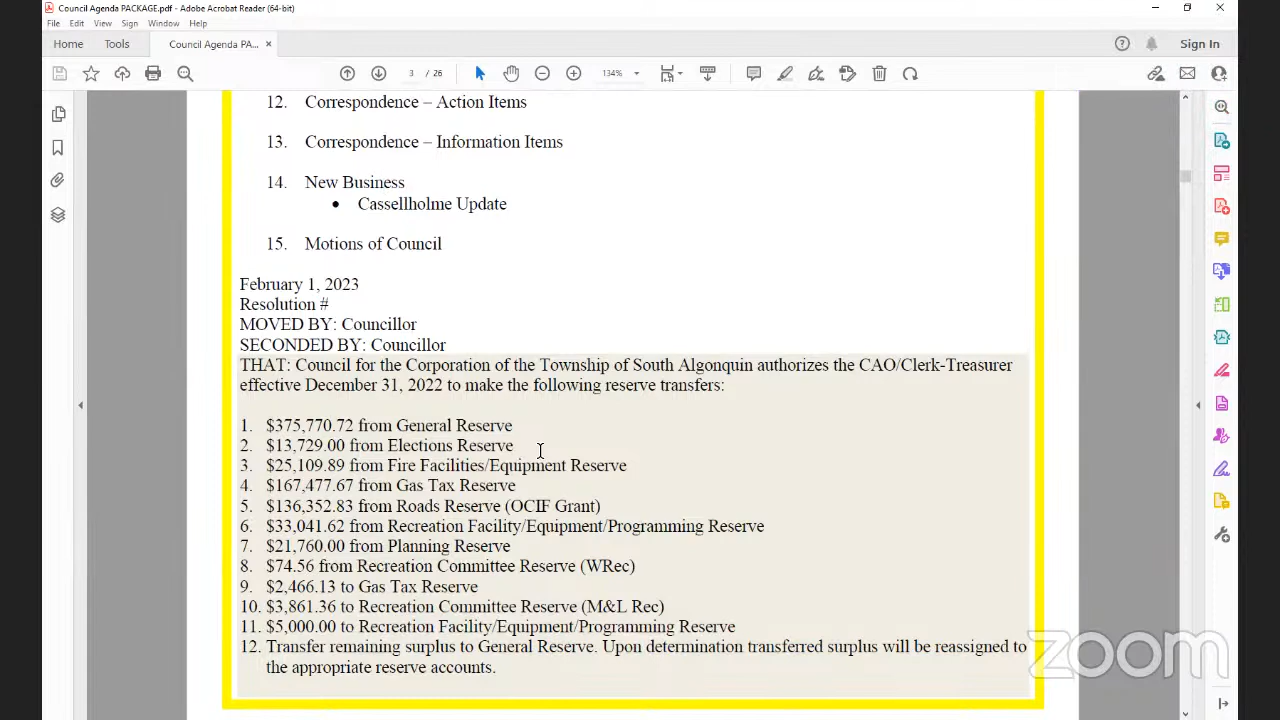 Council Agenda PACKAGE.pdf - Adobe Acrobat Reader (64-bit)
File Edit View Sign Window Help
Home Tools Council Agenda PA... × Sign In
3 / 26 134%
12. Correspondence – Action Items
13. Correspondence – Information Items
14. New Business
• Cassellholme Update
15. Motions of Council
February 1, 2023
Resolution #
MOVED BY: Councillor
SECONDED BY: Councillor
THAT: Council for the Corporation of the Township of South Algonquin authorizes the CAO/Clerk-Treasurer
effective December 31, 2022 to make the following reserve transfers:
1. $375,770.72 from General Reserve
2. $13,729.00 from Elections Reserve
3. $25,109.89 from Fire Facilities/Equipment Reserve
4. $167,477.67 from Gas Tax Reserve
5. $136,352.83 from Roads Reserve (OCIF Grant)
6. $33,041.62 from Recreation Facility/Equipment/Programming Reserve
7. $21,760.00 from Planning Reserve
8. $74.56 from Recreation Committee Reserve (WRec)
9. $2,466.13 to Gas Tax Reserve
10. $3,861.36 to Recreation Committee Reserve (M&L Rec)
11. $5,000.00 to Recreation Facility/Equipment/Programming Reserve
12. Transfer remaining surplus to General Reserve. Upon determination transferred surplus will be reassigned to
the appropriate reserve accounts.
zoom